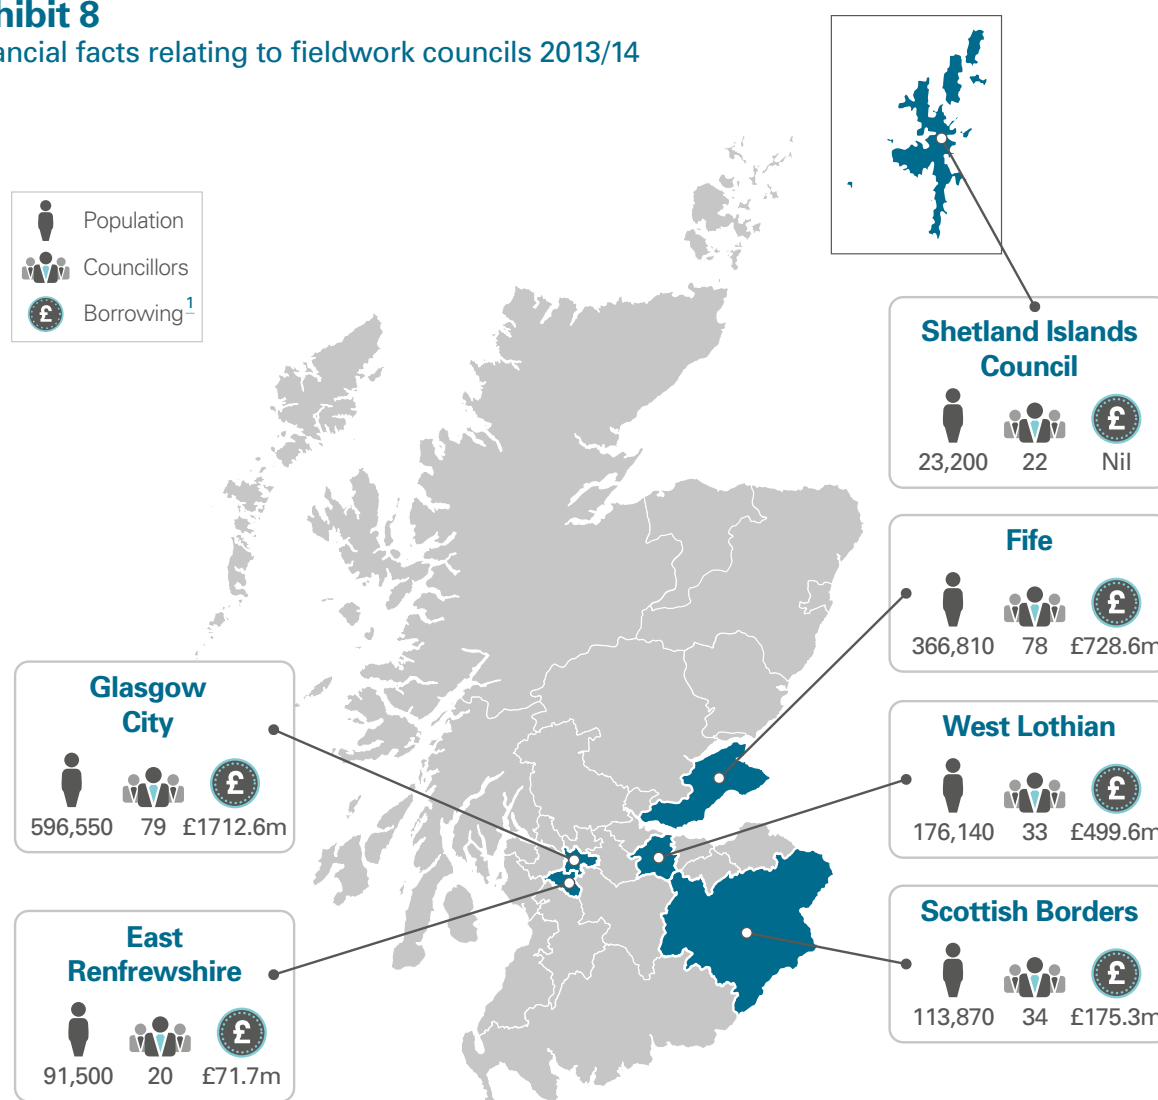 hibit 8
ancial facts relating to fieldwork councils 2013/14
Population
Councillors
Borrowing1
Shetland Islands
Council
23,200 22 Nil
Fife
366,810 78 £728.6m
Glasgow
City
596,550 79 £1712.6m
West Lothian
176,140 33 £499.6m
Scottish Borders
113,870 34 £175.3m
East
Renfrewshire
91,500 20 £71.7m